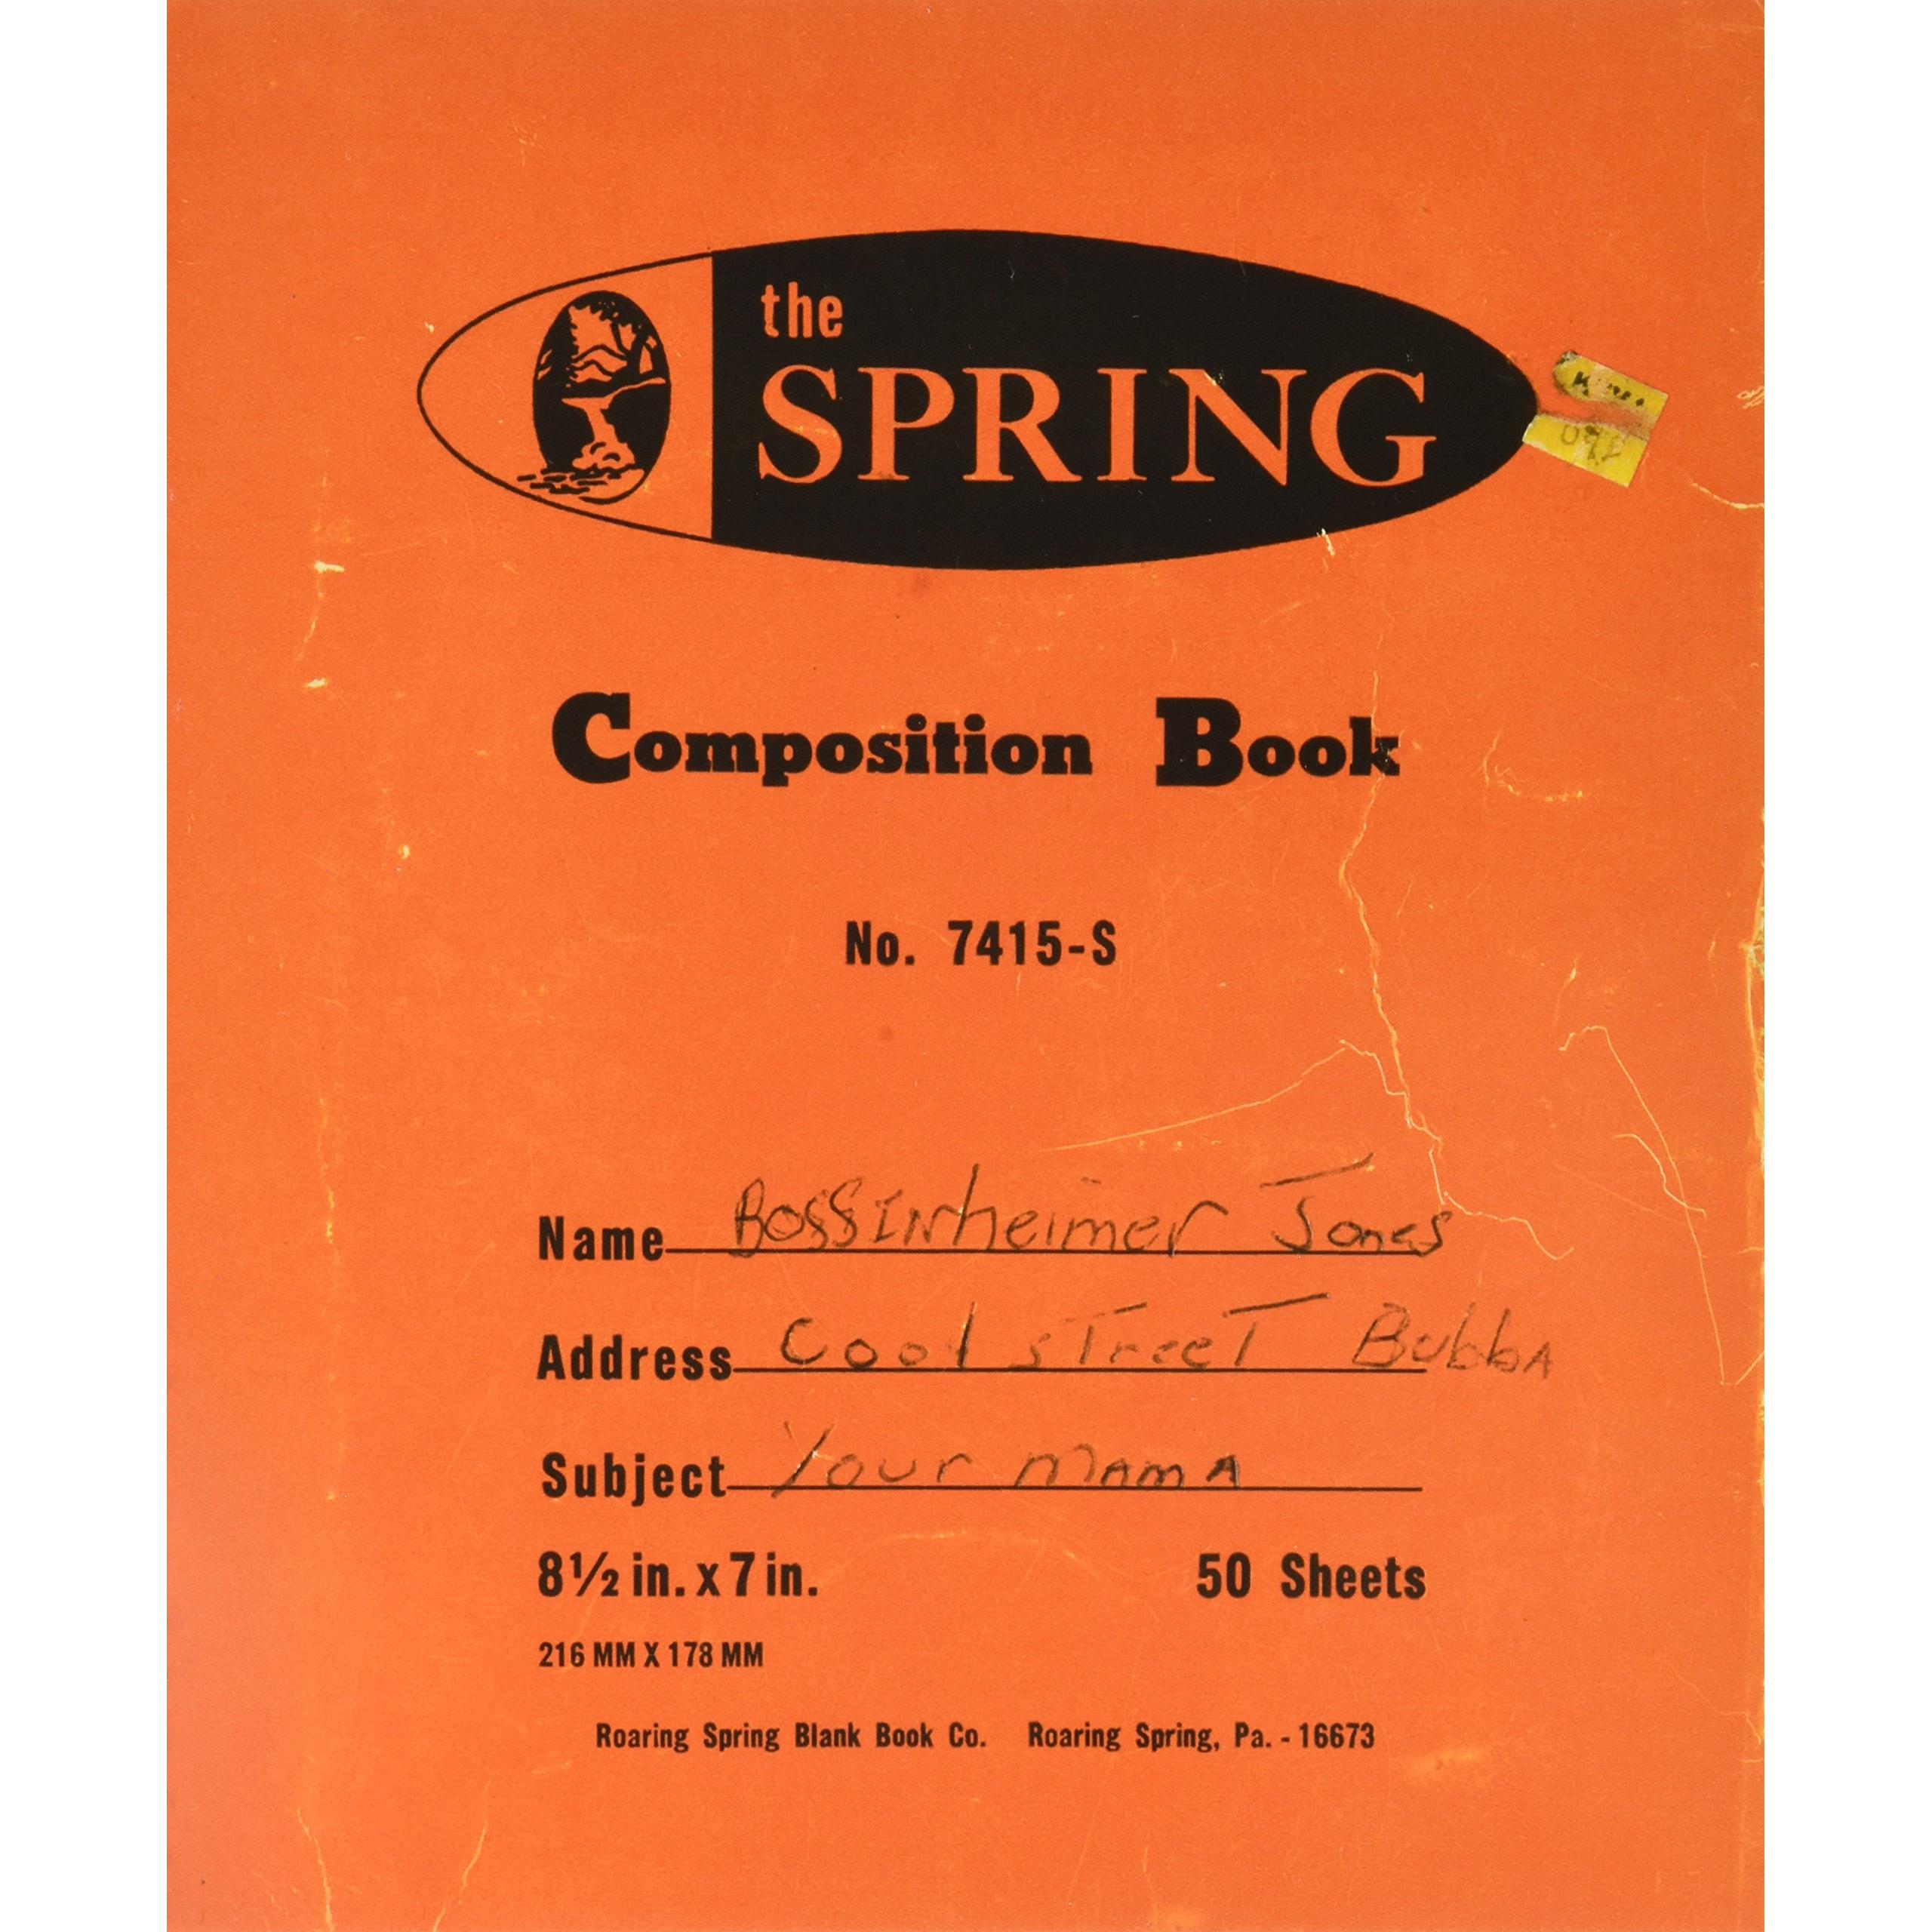 the
SPRING
Composition Book
No. 7415-S
Name BossInheimer Jones
Address Cool sTreeT BubbA
Subject Your mAmA
8½ in. x 7 in. 50 Sheets
216 MM X 178 MM
Roaring Spring Blank Book Co. Roaring Spring, Pa. - 16673